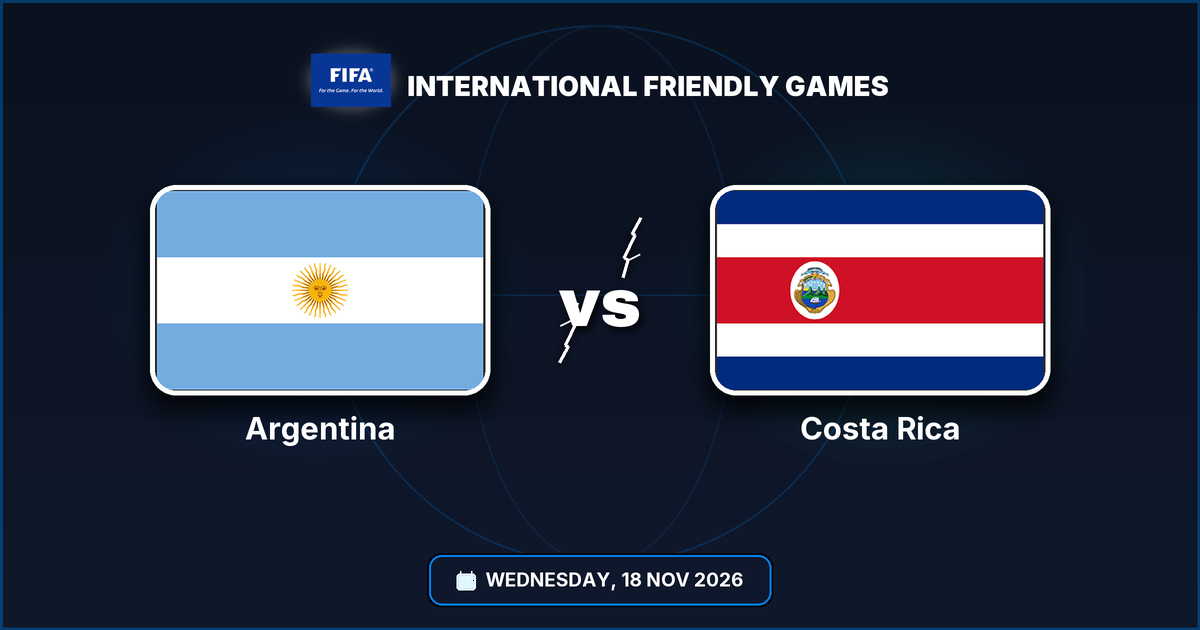 FIFA®
For the Game. For the World.
INTERNATIONAL FRIENDLY GAMES
VS
Argentina
Costa Rica
WEDNESDAY, 18 NOV 2026